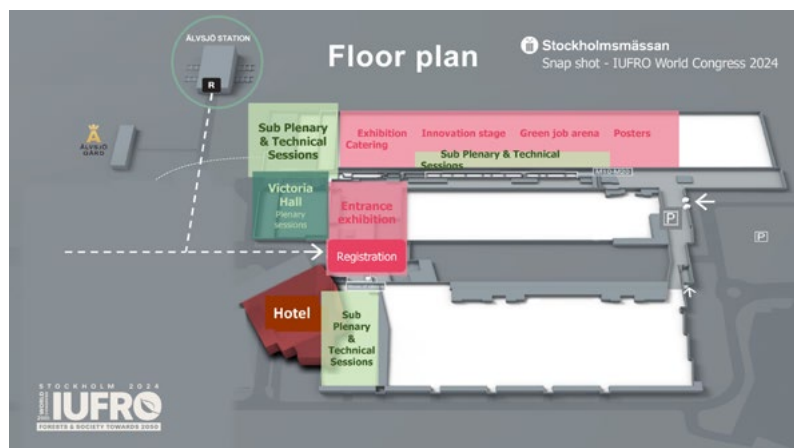 ÄLVSJÖ STATION
R
Floor plan
Stockholmsmässan
Snap shot - IUFRO World Congress 2024
ÄLVSJÖ
GÅRD
Sub Plenary
& Technical
Sessions
Exhibition
Catering
Innovation stage
Green job arena
Posters
Sub Plenary & Technical
Sessions
M10-M20
Victoria
Hall
Plenary
sessions
Entrance
exhibition
Registration
P
P
Hotel
Sub
Plenary
&
Technical
Sessions
STOCKHOLM 2024
IUFRO
FORESTS & SOCIETY TOWARDS 2050